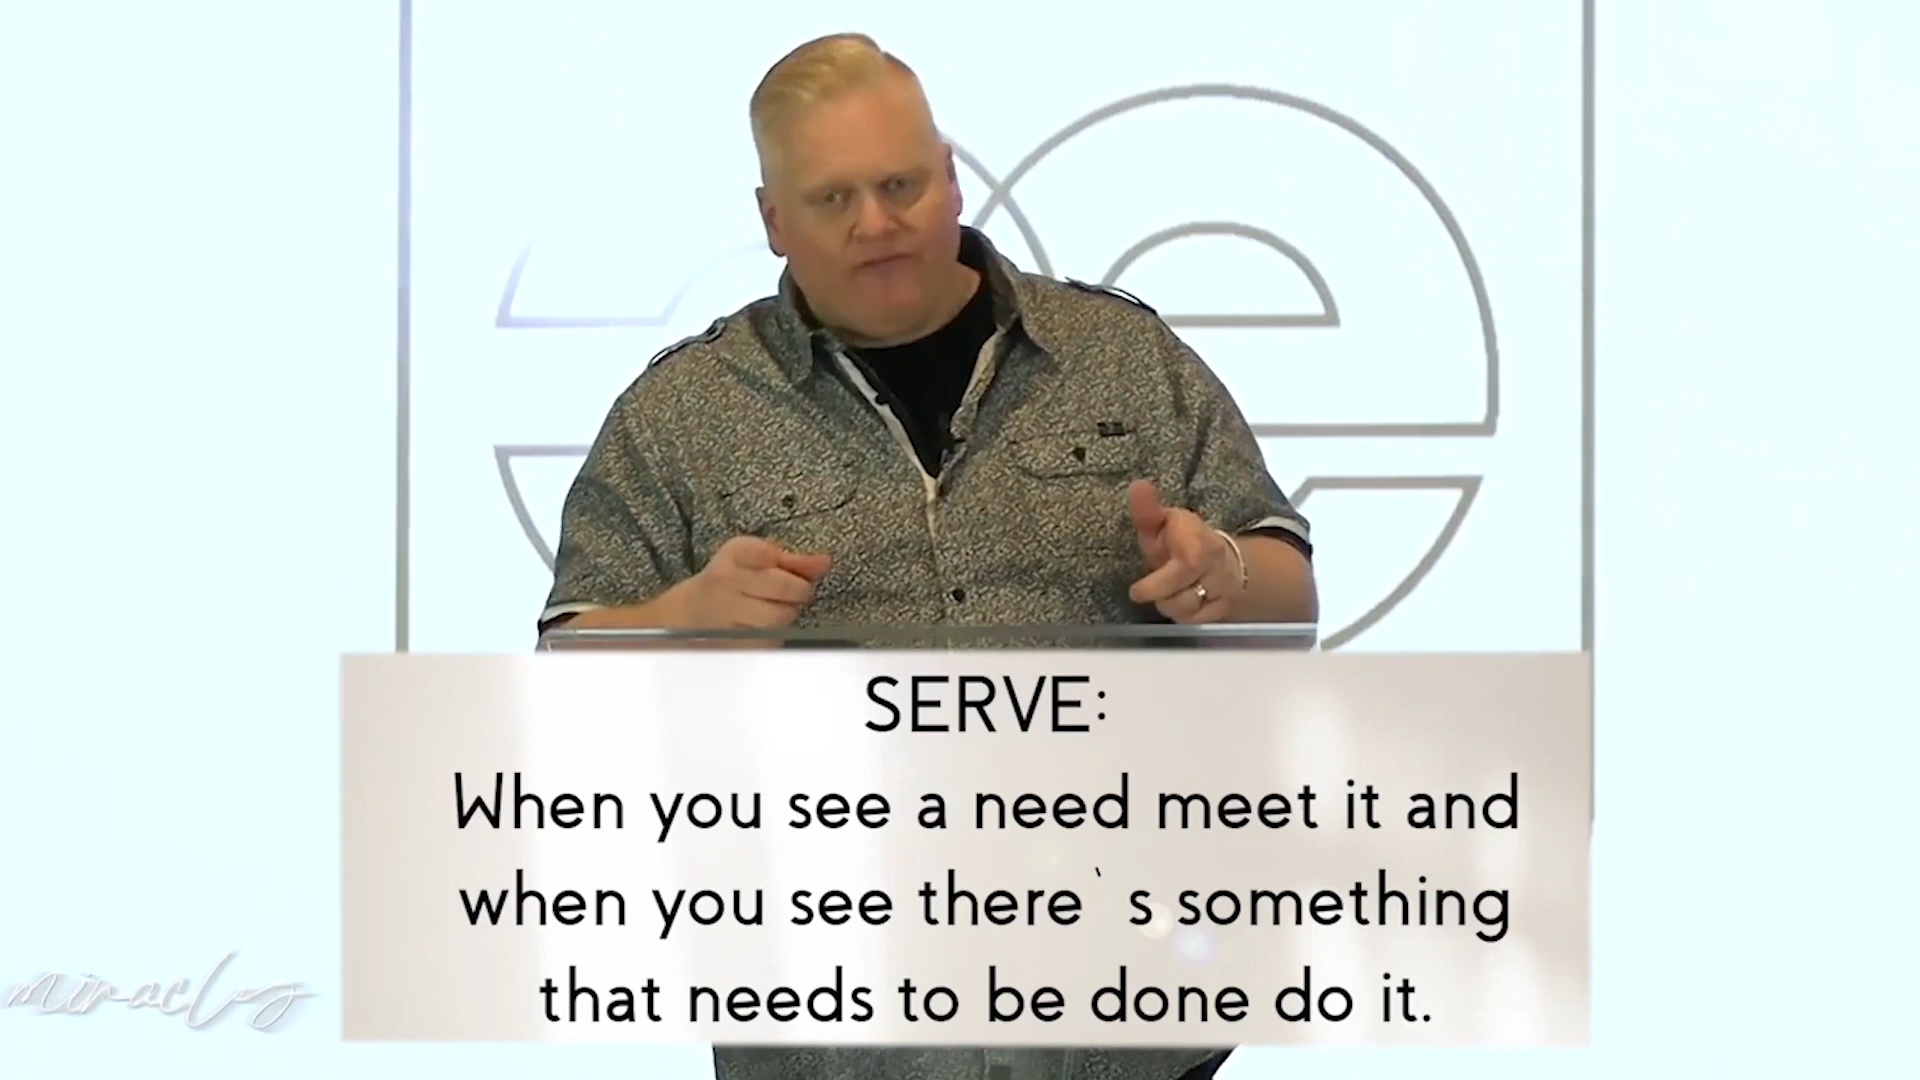 SERVE:
When you see a need meet it and
when you see there`s something
that needs to be done do it.
miracles